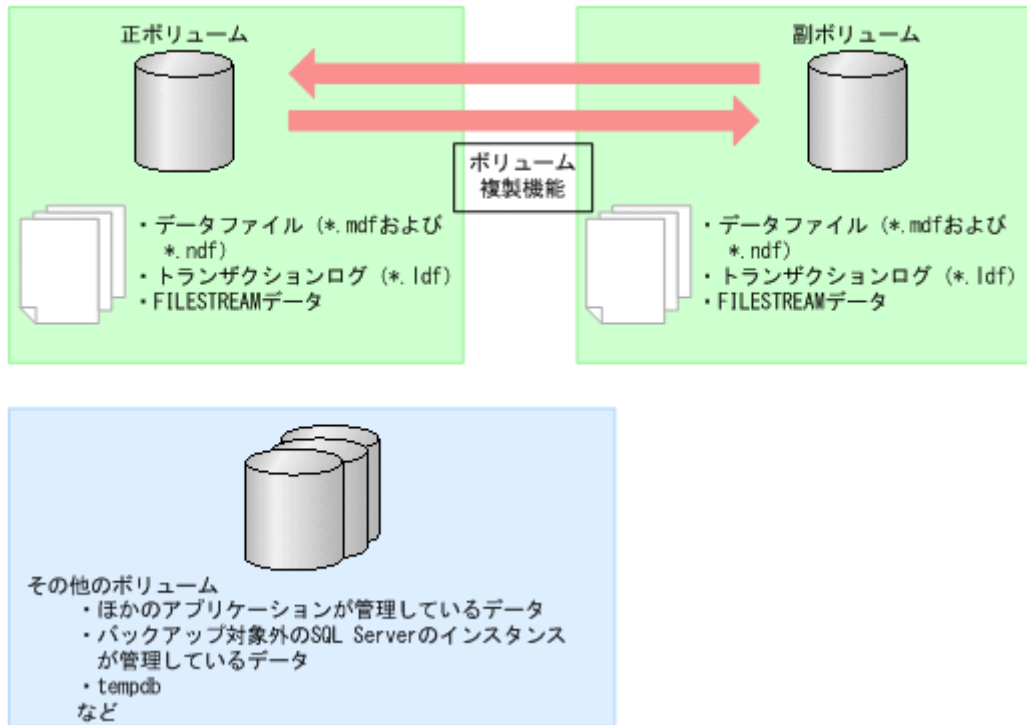 正ボリューム
副ボリューム
ボリューム
複製機能
・データファイル (*.mdfおよび
*.ndf)
・トランザクションログ (*.ldf)
・FILESTREAMデータ
・データファイル (*.mdfおよび
*.ndf)
・トランザクションログ (*.ldf)
・FILESTREAMデータ
その他のボリューム
・ほかのアプリケーションが管理しているデータ
・バックアップ対象外のSQL Serverのインスタンス
が管理しているデータ
・tempdb
など